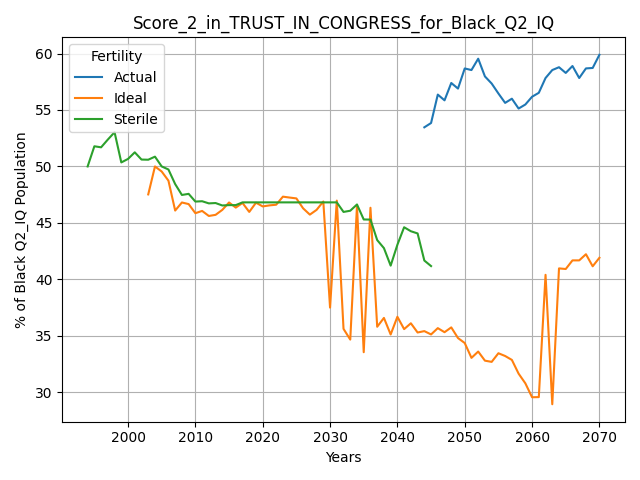 Score_2_in_TRUST_IN_CONGRESS_for_Black_Q2_IQ
Fertility
Actual
Ideal
Sterile
% of Black Q2_IQ Population
60
55
50
45
40
35
30
2000 2010 2020 2030 2040 2050 2060 2070
Years